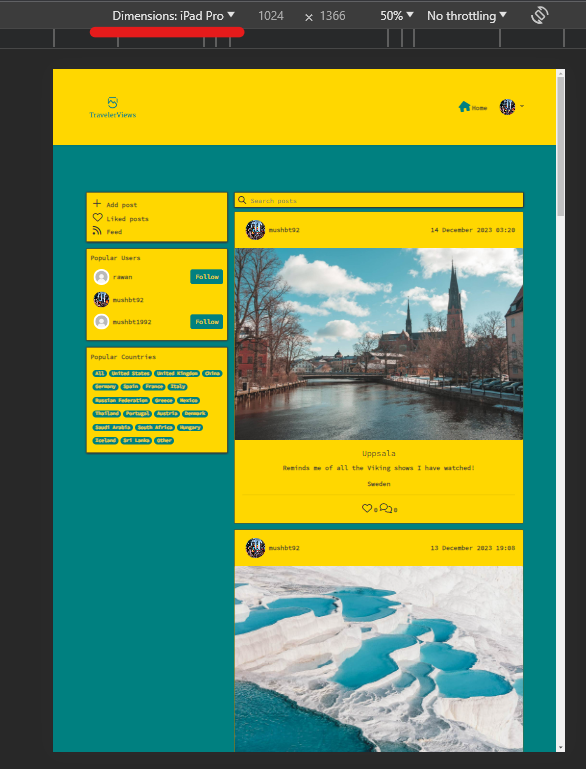 Dimensions: iPad Pro 1024 × 1366 50% No throttling
TravelerViews
Home
Add post
Liked posts
Feed
Popular Users
rawan Follow
mushbt92
mushbt1992 Follow
Popular Countries
All United States United Kingdom China
Germany Spain France Italy
Russian Federation Greece Mexico
Thailand Portugal Austria Denmark
Saudi Arabia South Africa Hungary
Iceland Sri Lanka Other
Search posts
mushbt92 14 December 2023 03:20
Uppsala
Reminds me of all the Viking shows I have watched!
Sweden
0 0
mushbt92 13 December 2023 19:08